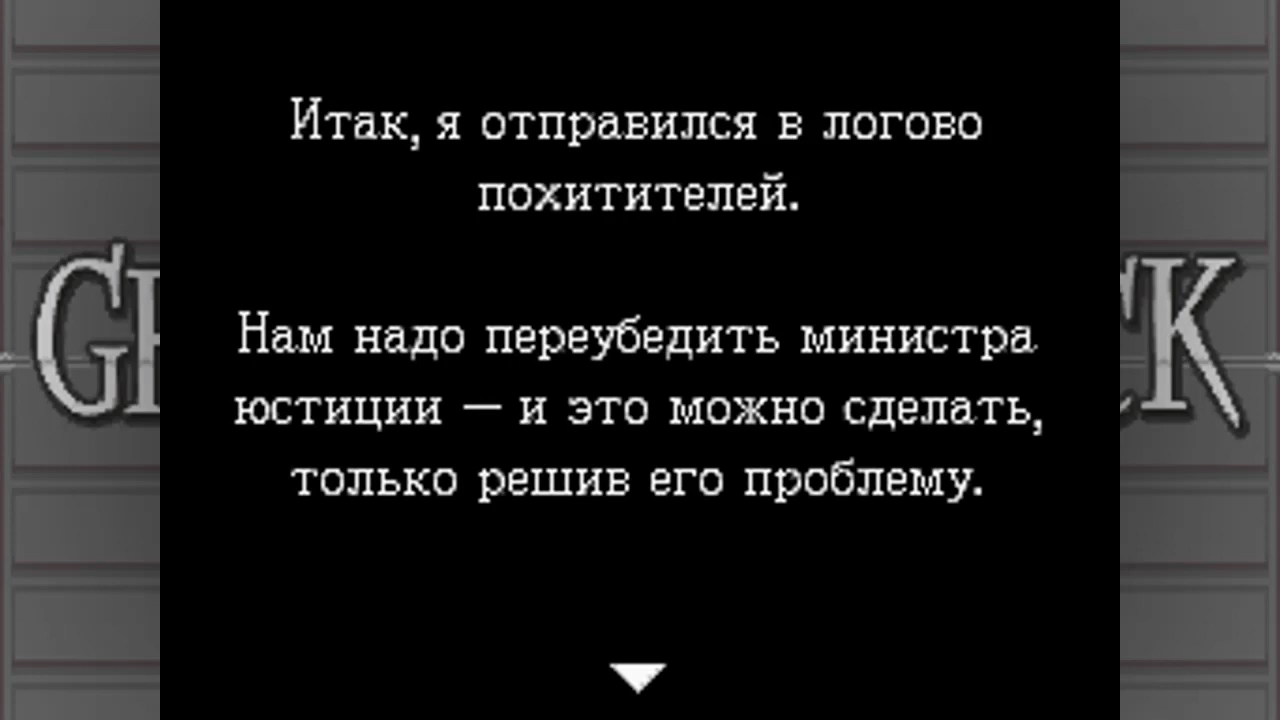 Итак, я отправился в логово
похитителей.
Нам надо переубедить министра
юстиции — и это можно сделать,
только решив его проблему.